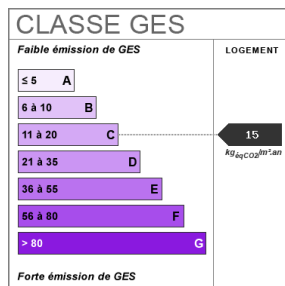 CLASSE GES
Faible émission de GES
LOGEMENT
≤ 5 A
6 à 10 B
11 à 20 C
15
kgéqCO2/m².an
21 à 35 D
36 à 55 E
56 à 80 F
> 80 G
Forte émission de GES